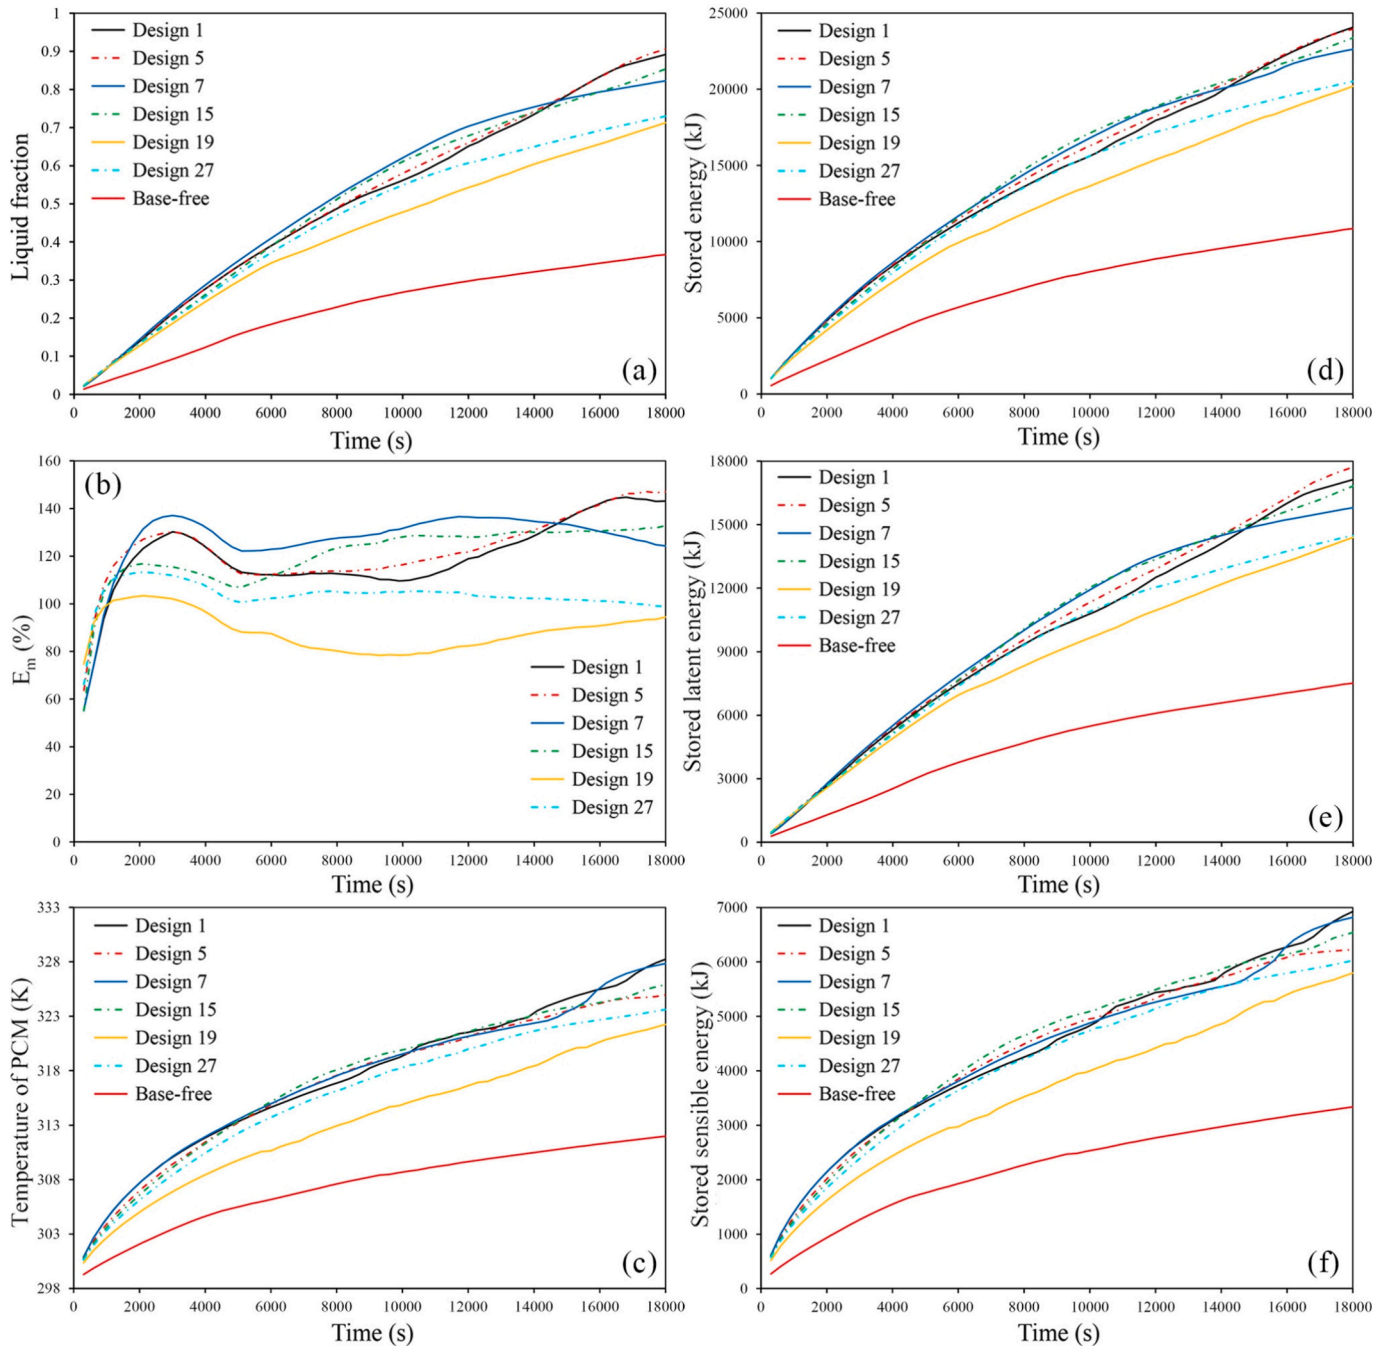 1
0.9
0.8
0.7
0.6
0.5
0.4
0.3
0.2
0.1
0
Liquid fraction
Design 1
Design 5
Design 7
Design 15
Design 19
Design 27
Base-free
(a)
0 2000 4000 6000 8000 10000 12000 14000 16000 18000
Time (s)
25000
20000
15000
10000
5000
0
Stored energy (kJ)
Design 1
Design 5
Design 7
Design 15
Design 19
Design 27
Base-free
(d)
0 2000 4000 6000 8000 10000 12000 14000 16000 18000
Time (s)
160
140
120
100
80
60
40
20
0
Em (%)
(b)
Design 1
Design 5
Design 7
Design 15
Design 19
Design 27
0 2000 4000 6000 8000 10000 12000 14000 16000 18000
Time (s)
18000
15000
12000
9000
6000
3000
0
Stored latent energy (kJ)
Design 1
Design 5
Design 7
Design 15
Design 19
Design 27
Base-free
(e)
0 2000 4000 6000 8000 10000 12000 14000 16000 18000
Time (s)
333
328
323
318
313
308
303
298
Temperature of PCM (K)
Design 1
Design 5
Design 7
Design 15
Design 19
Design 27
Base-free
(c)
0 2000 4000 6000 8000 10000 12000 14000 16000 18000
Time (s)
7000
6000
5000
4000
3000
2000
1000
0
Stored sensible energy (kJ)
Design 1
Design 5
Design 7
Design 15
Design 19
Design 27
Base-free
(f)
0 2000 4000 6000 8000 10000 12000 14000 16000 18000
Time (s)